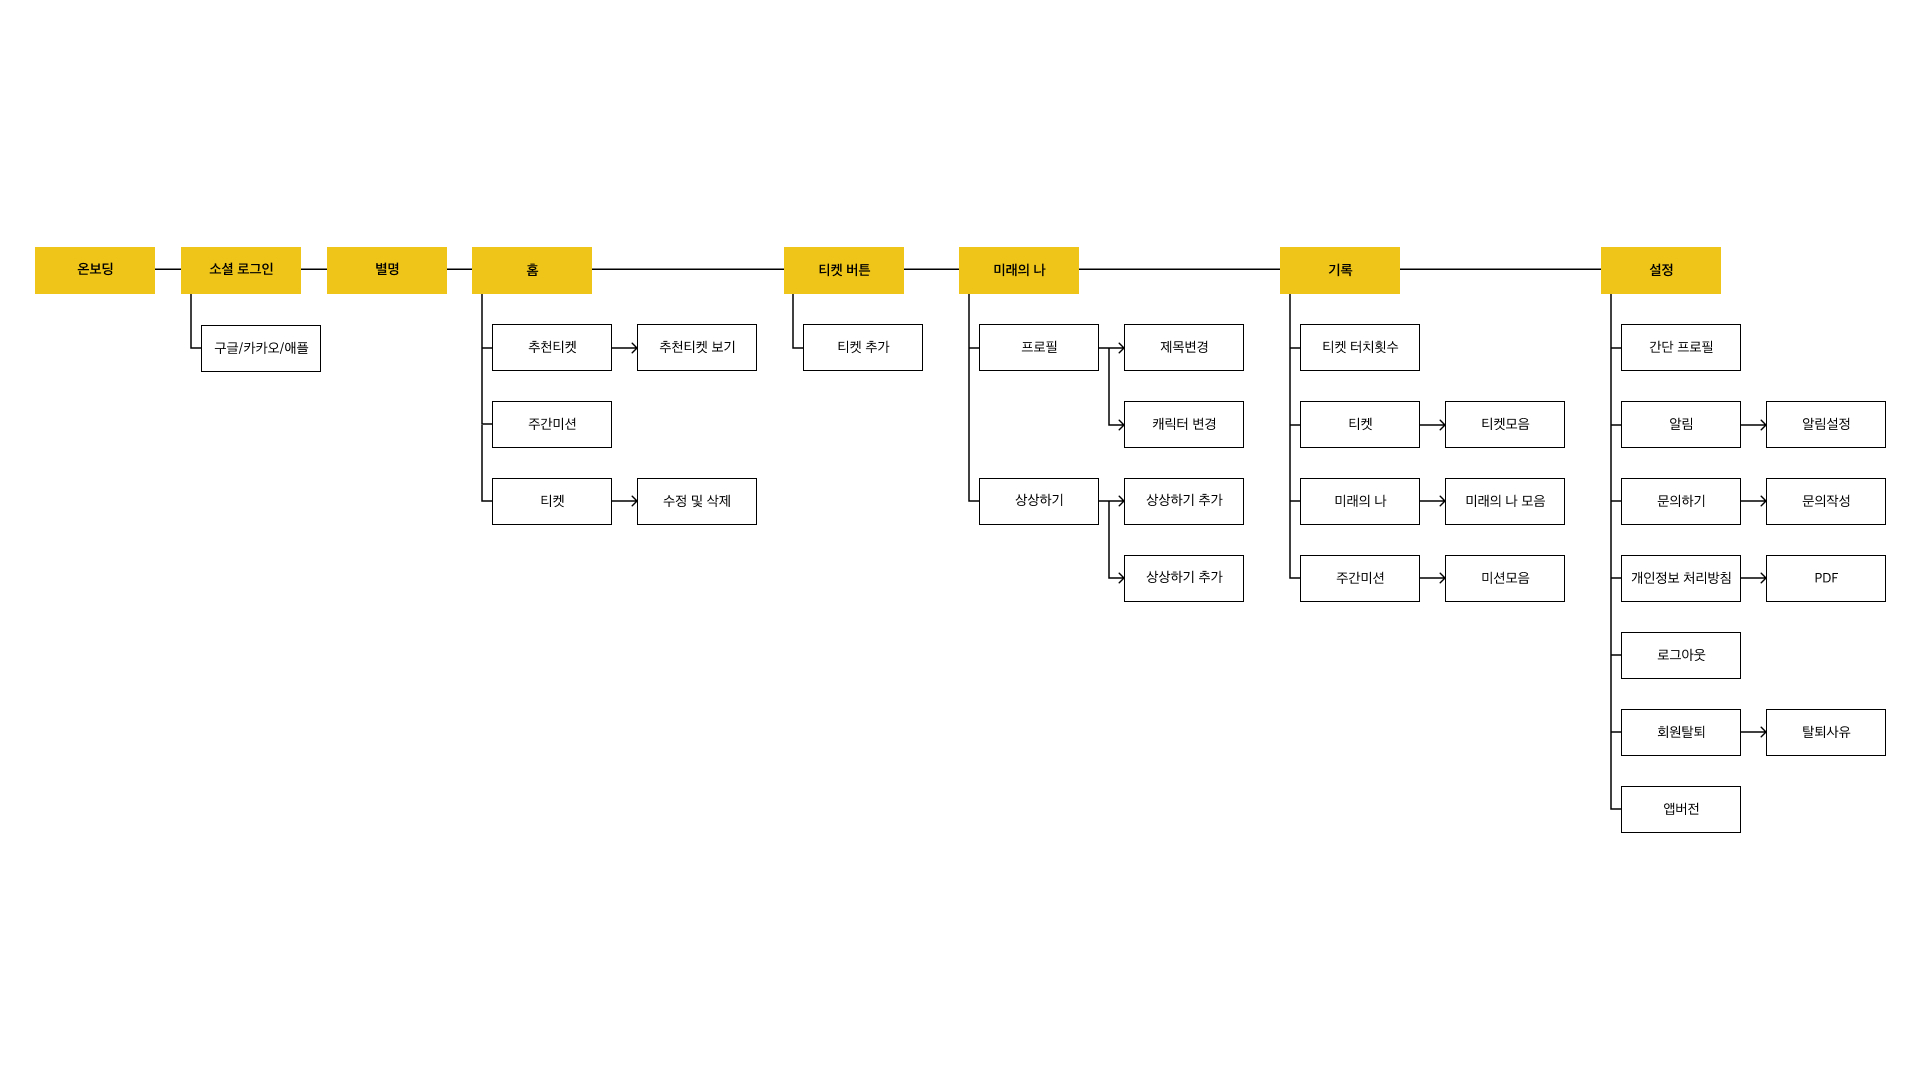 온보딩
소셜 로그인
별명
홈
티켓 버튼
미래의 나
기록
설정
구글/카카오/애플
추천티켓
추천티켓 보기
주간미션
티켓
수정 및 삭제
티켓 추가
프로필
제목변경
캐릭터 변경
상상하기
상상하기 추가
상상하기 추가
티켓 터치횟수
티켓
티켓모음
미래의 나
미래의 나 모음
주간미션
미션모음
간단 프로필
알림
알림설정
문의하기
문의작성
개인정보 처리방침
PDF
로그아웃
회원탈퇴
탈퇴사유
앱버전